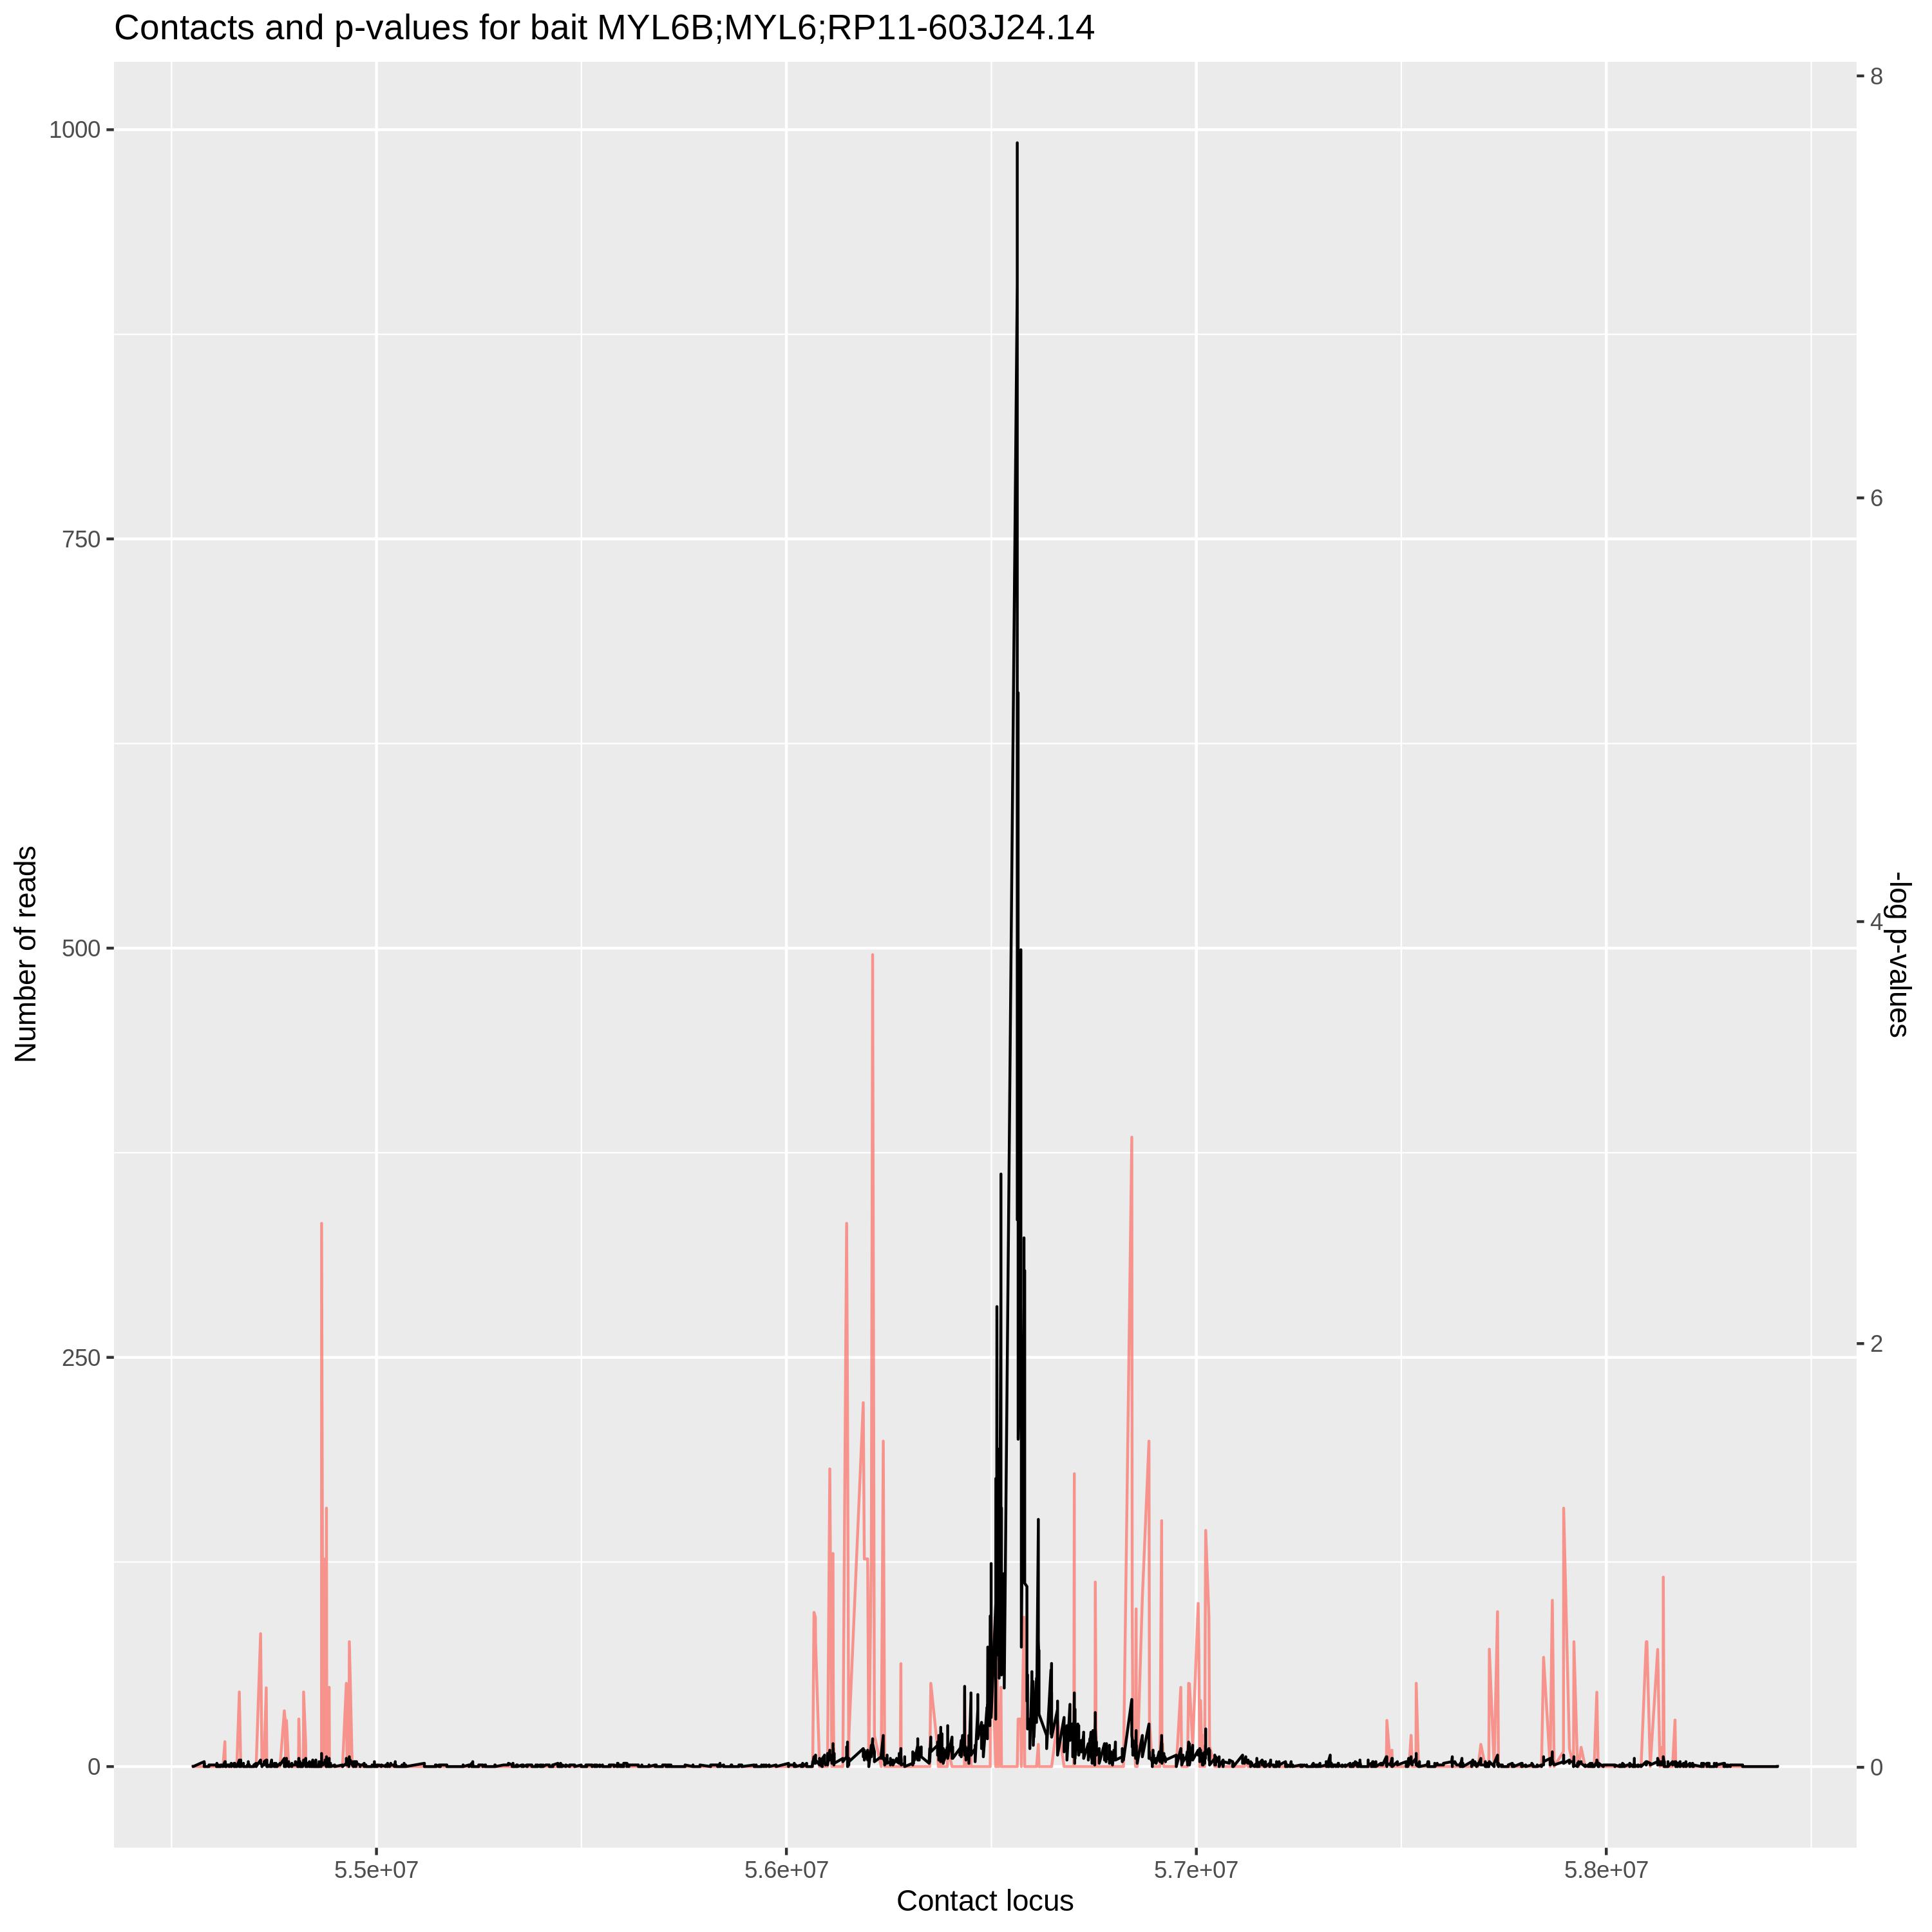 Contacts and p-values for bait MYL6B;MYL6;RP11-603J24.14
1000
750
500
250
0
Number of reads
8
6
4
2
0
-log p-values
5.5e+07
5.6e+07
5.7e+07
5.8e+07
Contact locus